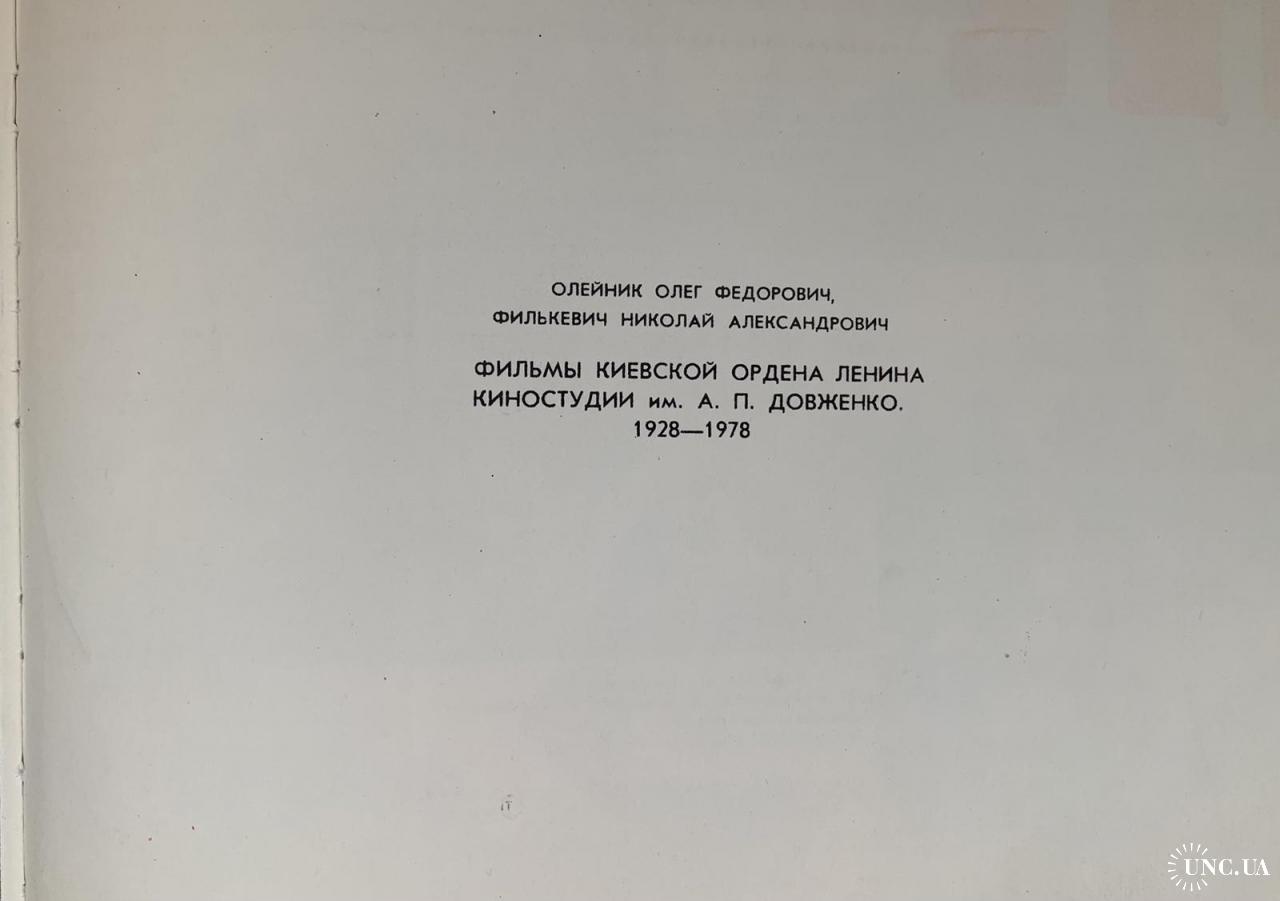 ОЛЕЙНИК ОЛЕГ ФЕДОРОВИЧ,
ФИЛЬКЕВИЧ НИКОЛАЙ АЛЕКСАНДРОВИЧ
ФИЛЬМЫ КИЕВСКОЙ ОРДЕНА ЛЕНИНА
КИНОСТУДИИ им. А. П. ДОВЖЕНКО.
1928—1978
UNC.UA